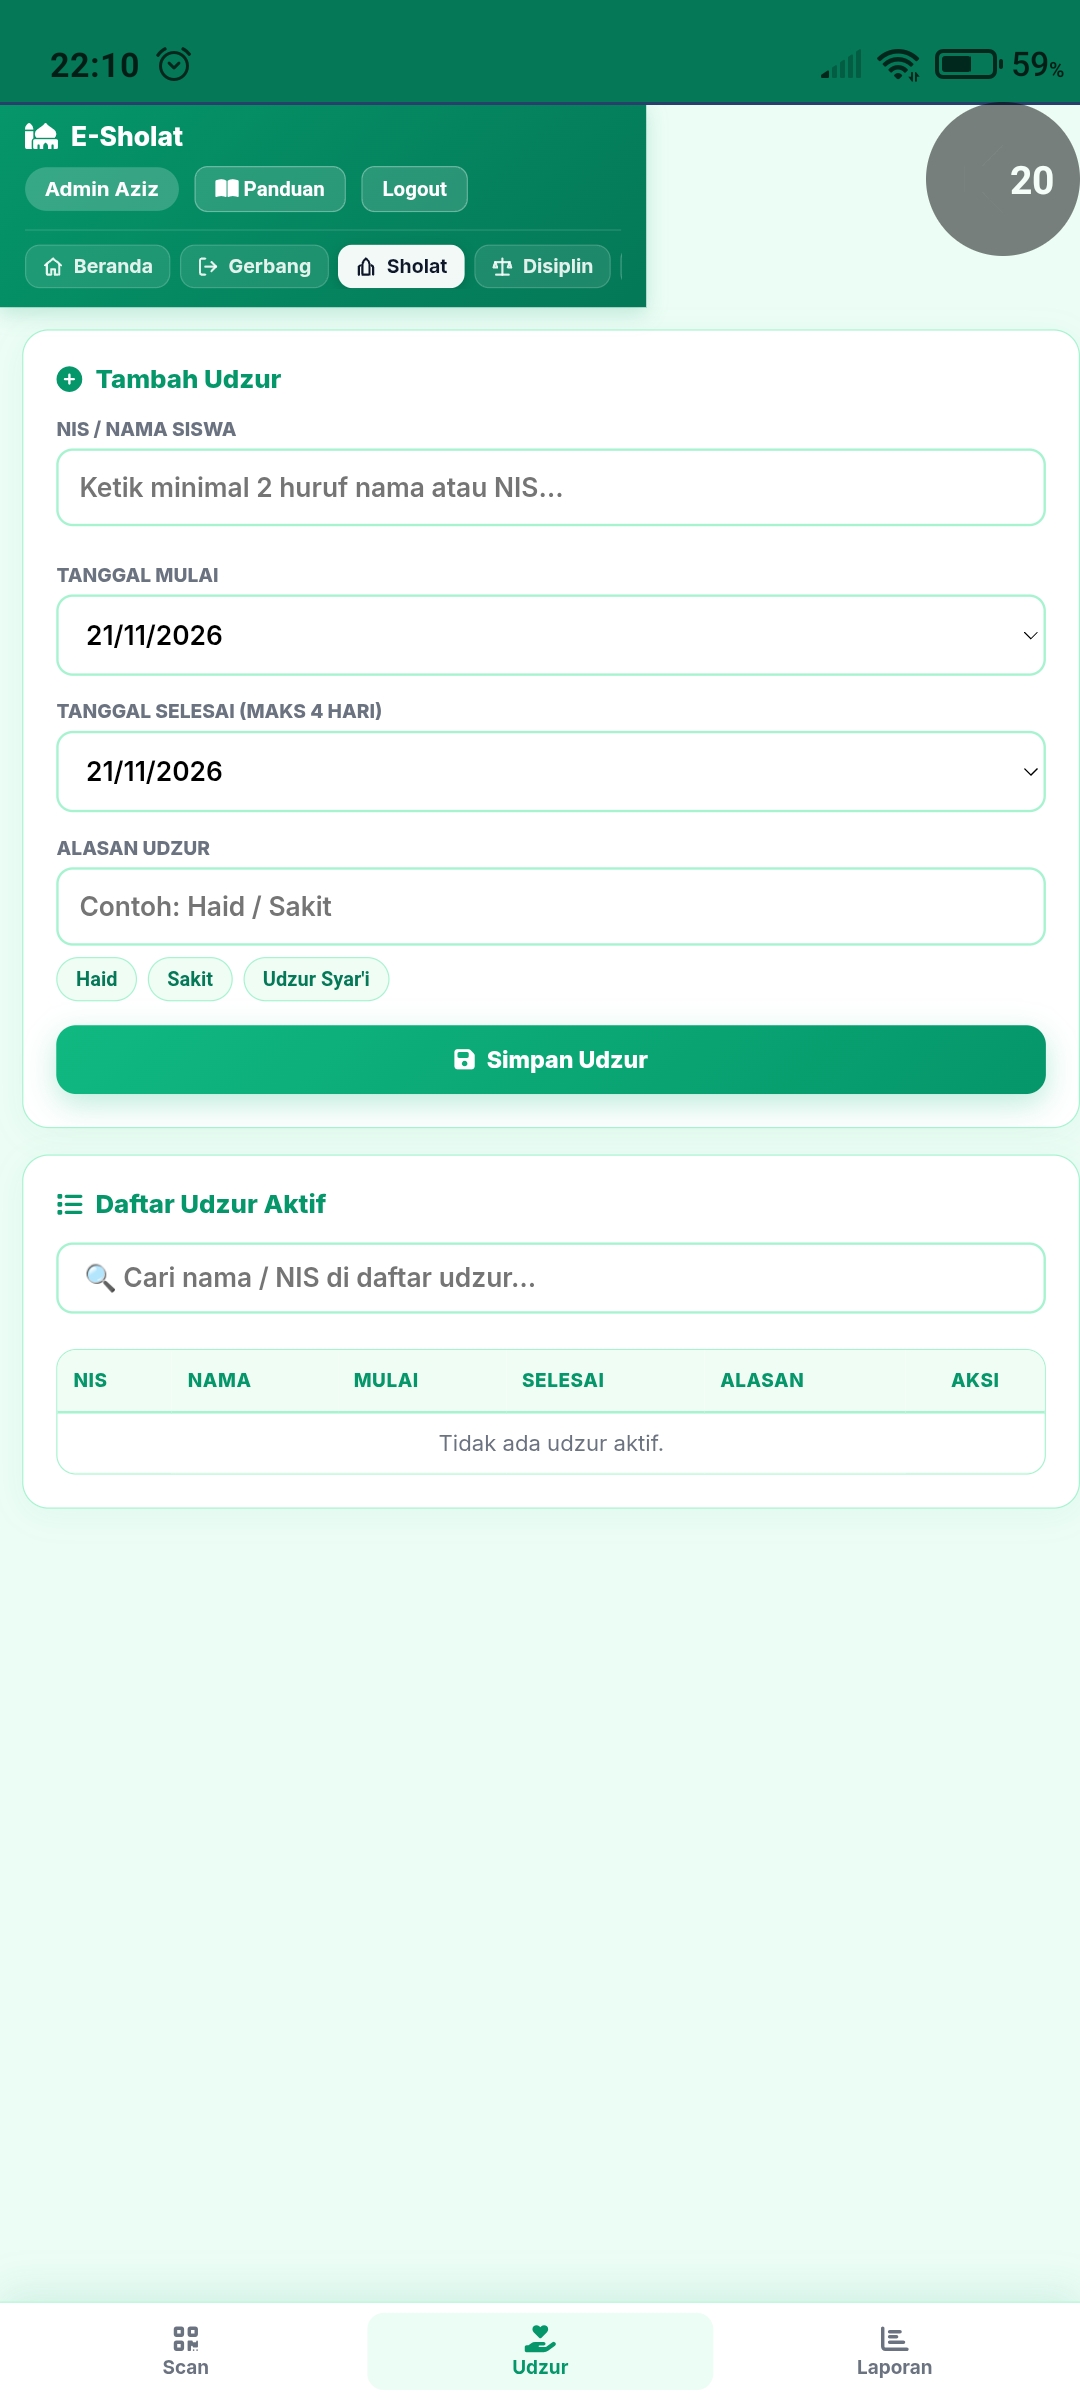 22:10
59%
E-Sholat
20
Admin Aziz Panduan Logout
Beranda Gerbang Sholat Disiplin
Tambah Udzur
NIS / NAMA SISWA
Ketik minimal 2 huruf nama atau NIS...
TANGGAL MULAI
21/11/2026
TANGGAL SELESAI (MAKS 4 HARI)
21/11/2026
ALASAN UDZUR
Contoh: Haid / Sakit
Haid Sakit Udzur Syar'i
Simpan Udzur
Daftar Udzur Aktif
Cari nama / NIS di daftar udzur...
NIS NAMA MULAI SELESAI ALASAN AKSI
Tidak ada udzur aktif.
Scan Udzur Laporan